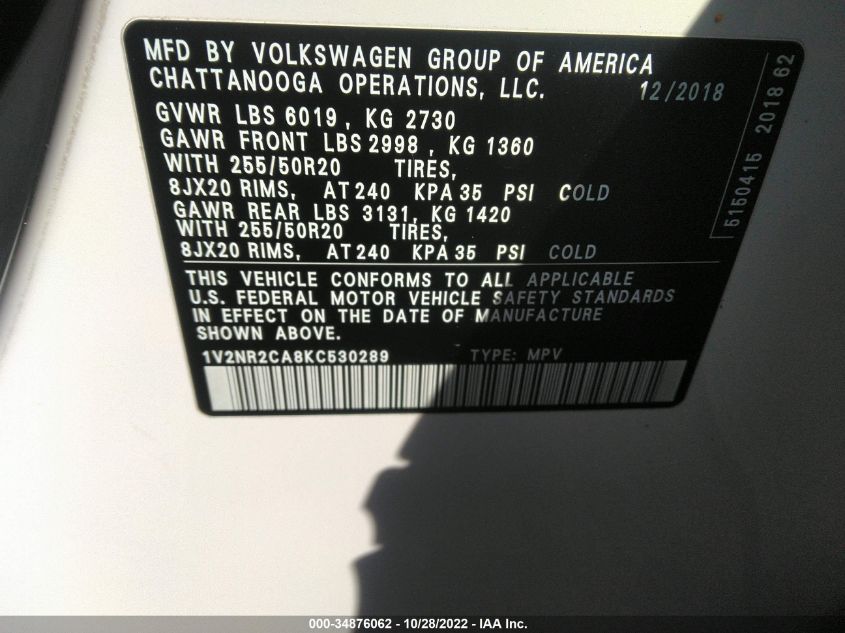 MFD BY VOLKSWAGEN GROUP OF AMERICA
CHATTANOOGA OPERATIONS, LLC. 12/2018
GVWR LBS 6019, KG 2730
GAWR FRONT LBS 2998, KG 1360
WITH 255/50R20 TIRES,
8JX20 RIMS, AT 240 KPA 35 PSI COLD
GAWR REAR LBS 3131, KG 1420
WITH 255/50R20 TIRES,
8JX20 RIMS, AT 240 KPA 35 PSI COLD
THIS VEHICLE CONFORMS TO ALL APPLICABLE
U.S. FEDERAL MOTOR VEHICLE SAFETY STANDARDS
IN EFFECT ON THE DATE OF MANUFACTURE
SHOWN ABOVE.
1V2NR2CA8KC530289 TYPE: MPV
5150415 2018 62
000-34876062 - 10/28/2022 - IAA Inc.